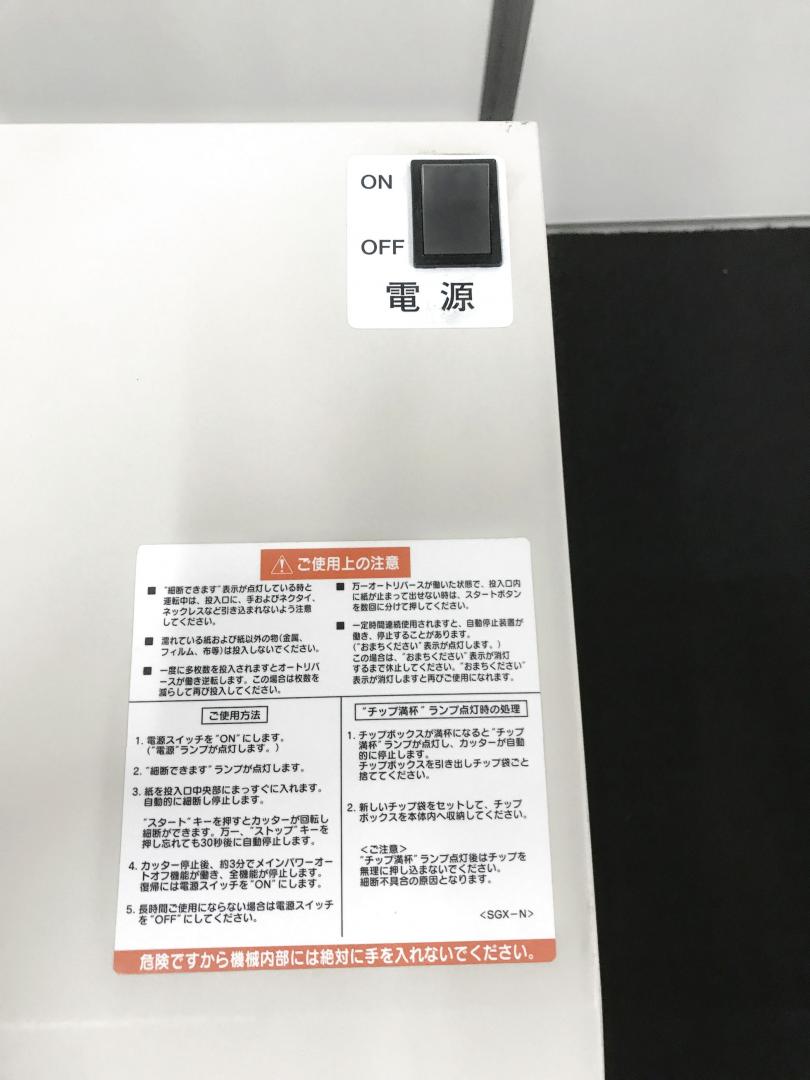 ON
OFF
電源
ご使用上の注意
■ "細断できます"表示が点灯している時と
運転中は、投入口に、手およびネクタイ、
ネックレスなど引き込まれないよう注意
してください。
■ 濡れている紙および紙以外の物(金属、
フィルム、布等)は投入しないでください。
■ 一度に多枚数を投入されますとオートリバ
ースが働き逆転します。この場合は枚数を
減らして再び投入してください。
■ 万一オートリバースが働いた状態で、投入口内
に紙が止まって出せない時は、スタートボタン
を数回に分けて押してください。
■ 一定時間連続使用されますと、自動停止装置が
働き、停止することがあります。
("おまちください"表示が点灯します。)
この場合は、"おまちください"表示が消灯
するまで休止してください。"おまちください"
表示が消灯しますと再びご使用になれます。
ご使用方法
1. 電源スイッチを"ON"にします。
("電源"ランプが点灯します。)
2. "細断できます"ランプが点灯します。
3. 紙を投入口中央部にまっすぐに入れます。
自動的に細断し停止します。
"スタート"キーを押すとカッターが回転し
細断ができます。万一、"ストップ"キーを
押し忘れても30秒後に自動停止します。
4. カッター停止後、約3分でメインパワーオー
トオフ機能が働き、全機能が停止します。
復帰には電源スイッチを"ON"にします。
5. 長時間ご使用にならない場合は電源スイッチ
を"OFF"にしてください。
"チップ満杯"ランプ点灯時の処理
1. チップボックスが満杯になると"チップ
満杯"ランプが点灯し、カッターが自動
的に停止します。
チップボックスを引き出しチップ袋ごと
捨ててください。
2. 新しいチップ袋をセットして、チップ
ボックスを本体内へ収納してください。
<ご注意>
"チップ満杯"ランプ点灯後はチップを
無理に押し込まないでください。
細断不具合の原因となります。
<SGX-N>
危険ですから機械内部には絶対に手を入れないでください。